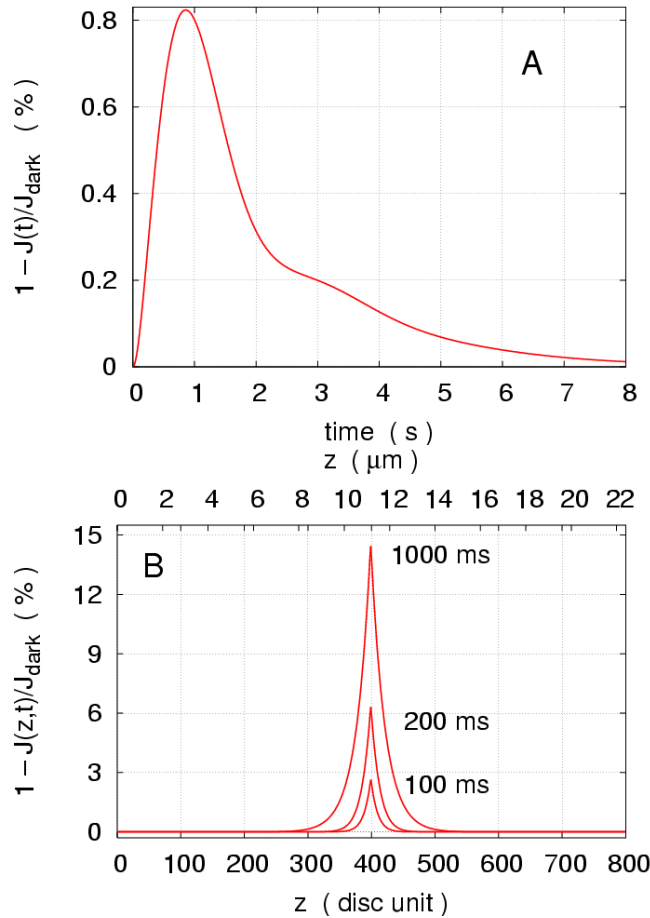 0.8
A
0.6
0.4
0.2
0
1 − J(t)/J_dark ( % )
0 1 2 3 4 5 6 7 8
time ( s )
z ( μm )
0 2 4 6 8 10 12 14 16 18 20 22
15
B
1000 ms
12
9
6
200 ms
3
100 ms
0
1 − J(z,t)/J_dark ( % )
0 100 200 300 400 500 600 700 800
z ( disc unit )